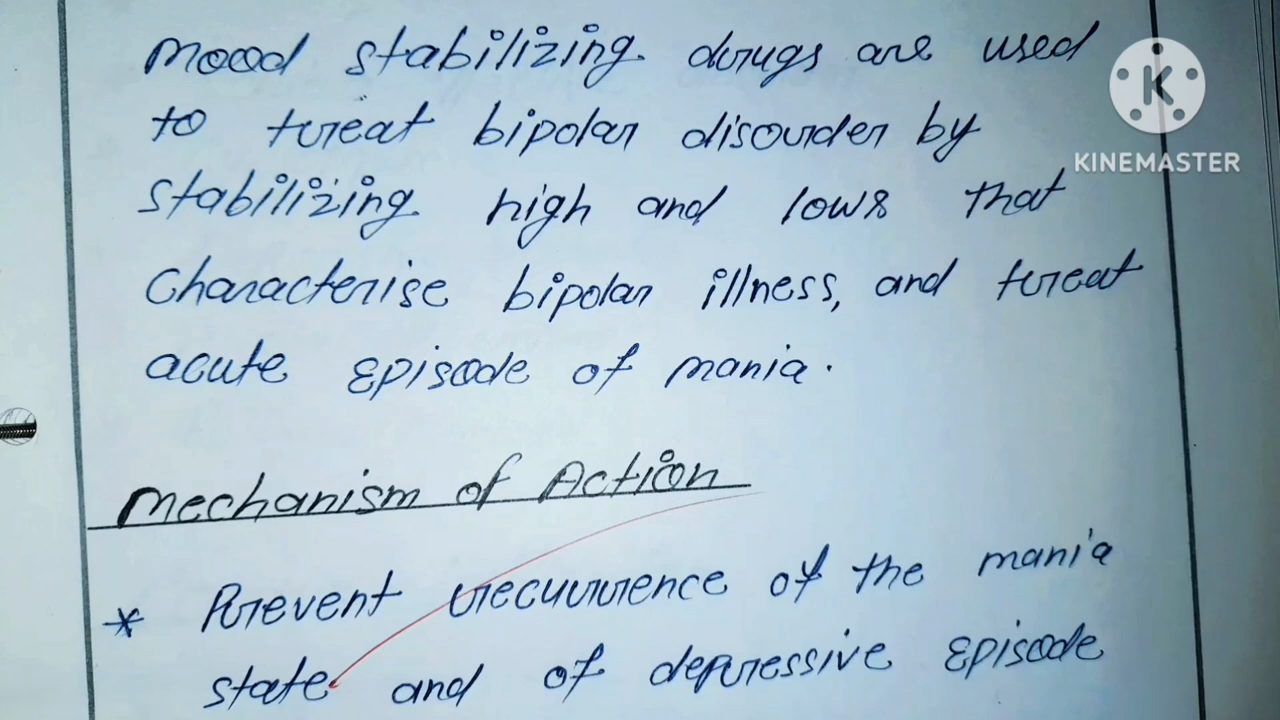 Mood stabilizing drugs are used
to treat bipolar disorder by
stabilizing high and lows that
characterise bipolar illness, and treat
acute episode of mania.
Mechanism of Action
* Prevent recurrence of the mania
state and of depressive episode
K
KINEMASTER